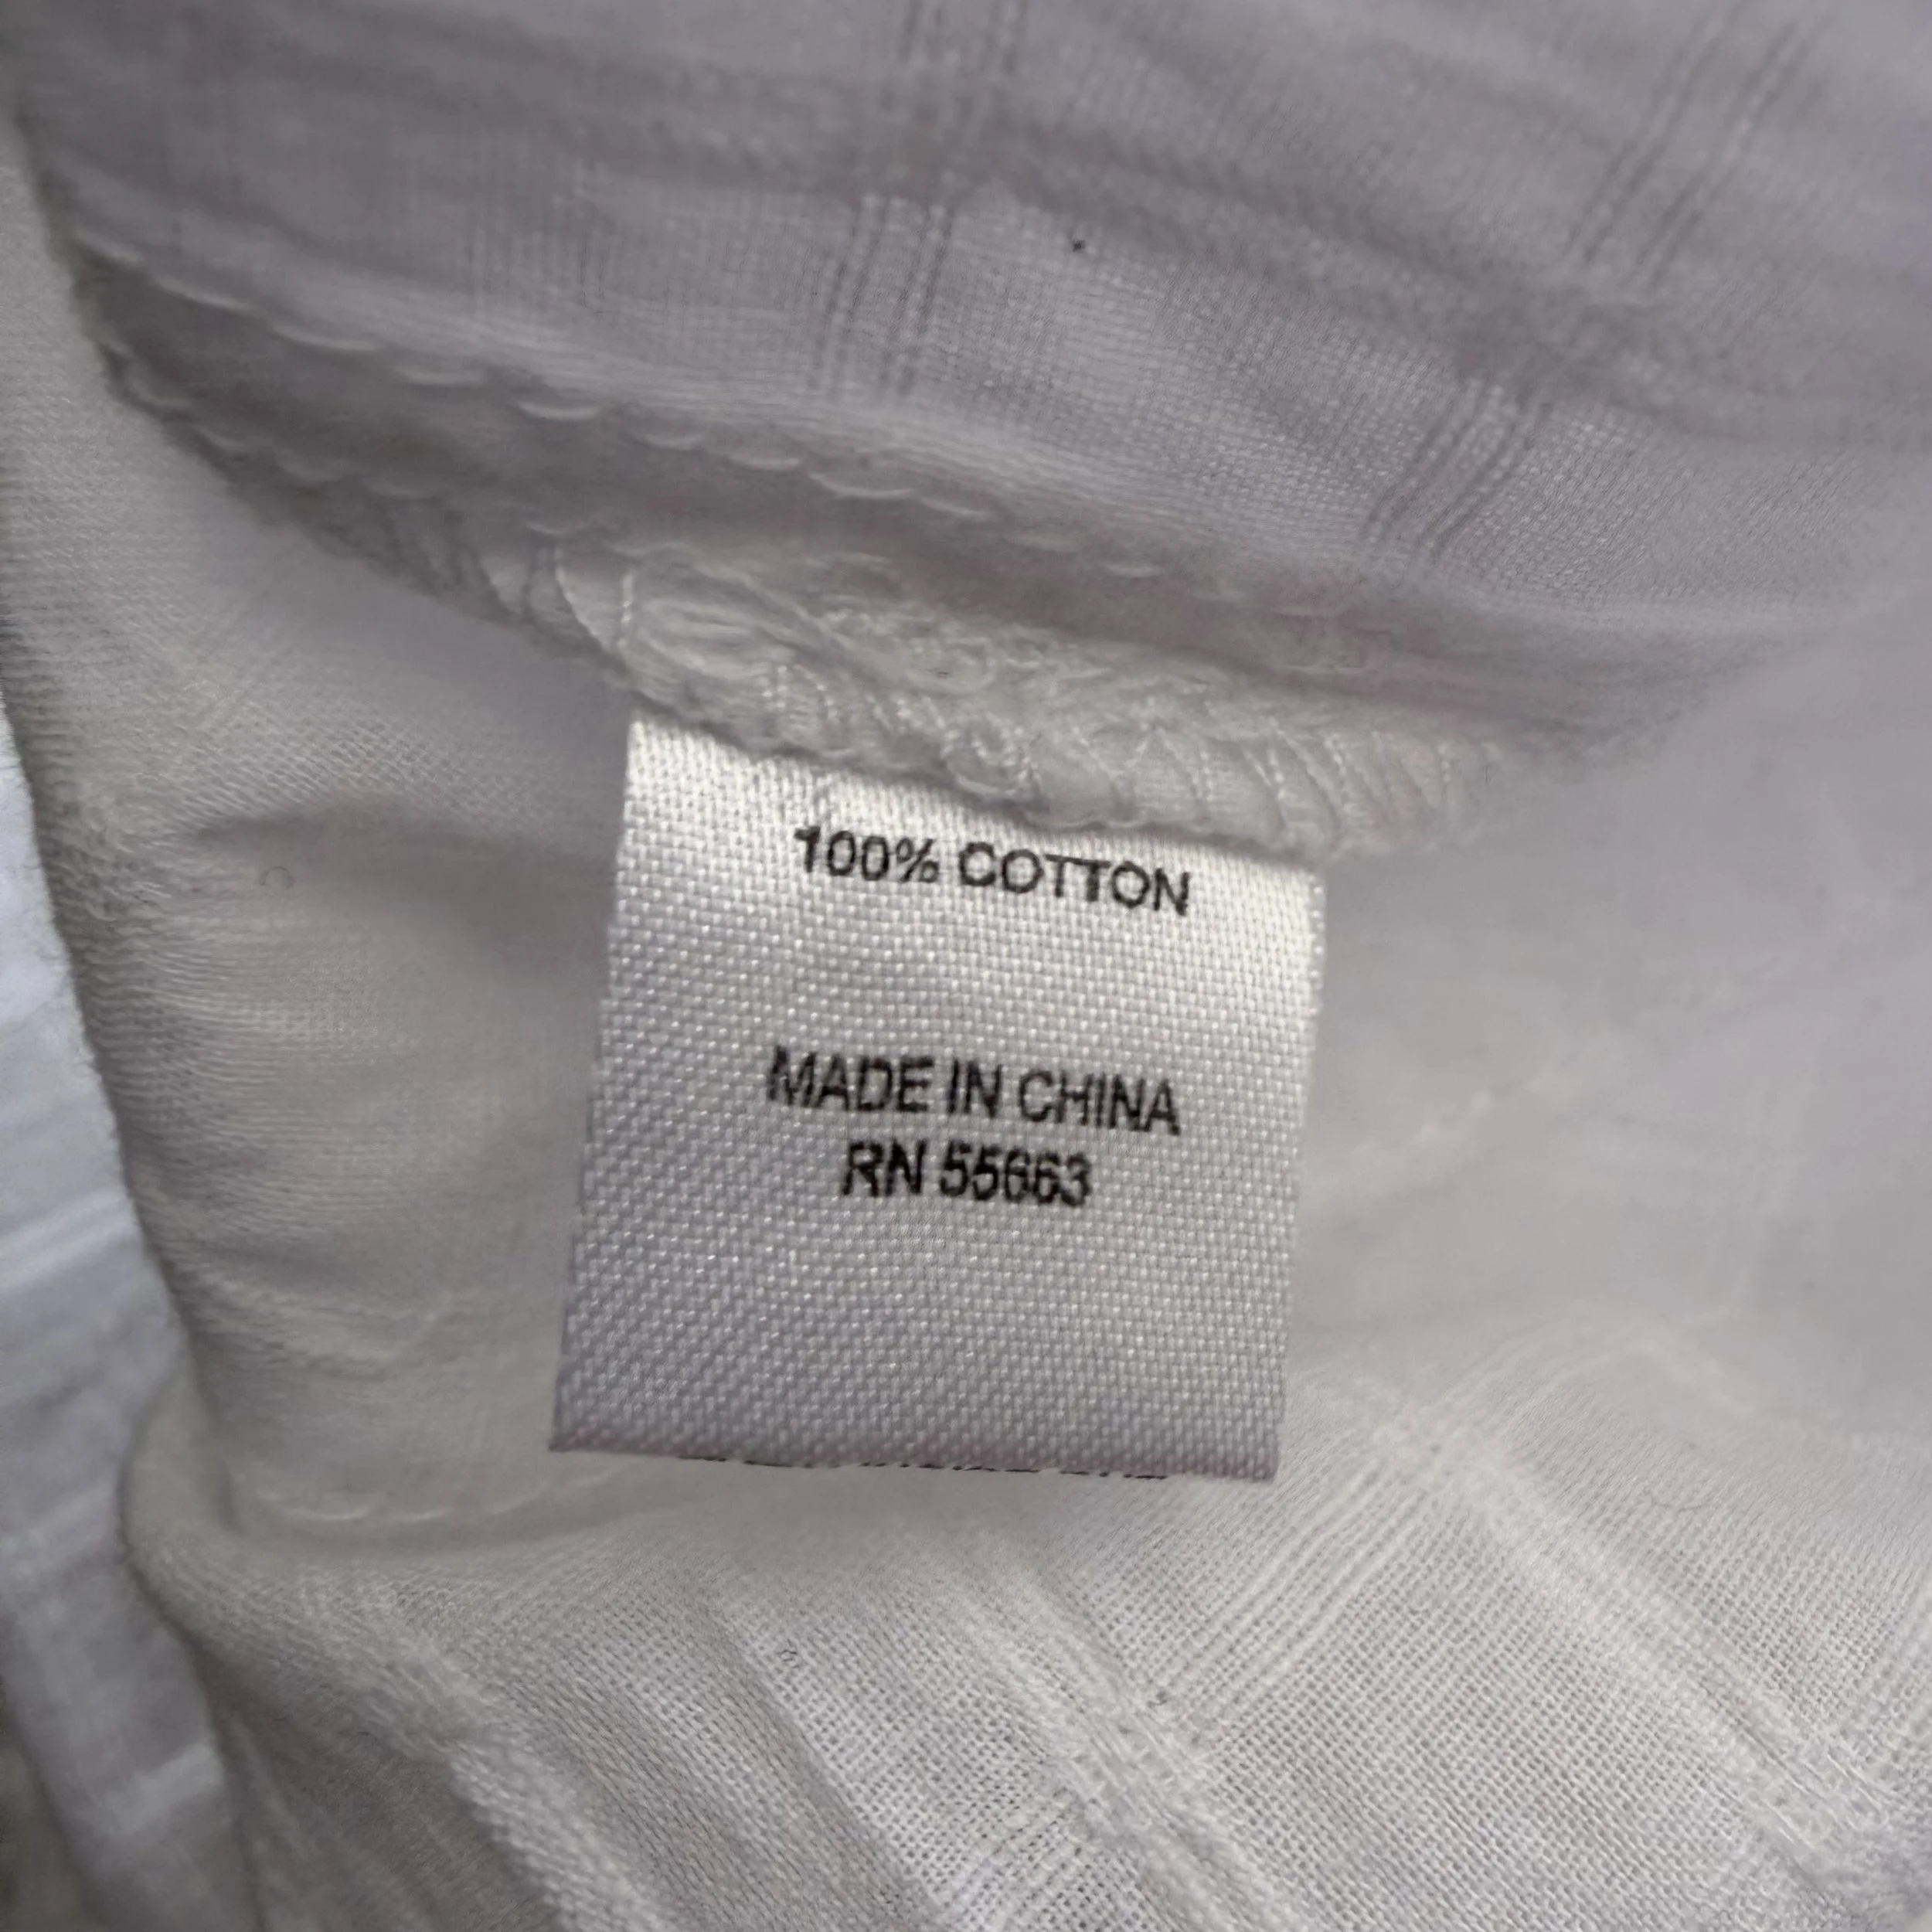 100% COTTON
MADE IN CHINA
RN 55663